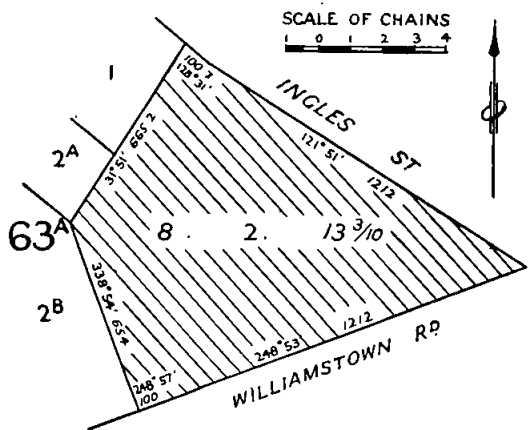 SCALE OF CHAINS
1 0 1 2 3 4
1
100.2
128°31'
INGLES ST
2A
31°51' 665.2
121°51'
1212
63A
8. 2. 13 3/10
2B
338°54' 654
248°57'
100
248°53'
1212
WILLIAMSTOWN RD